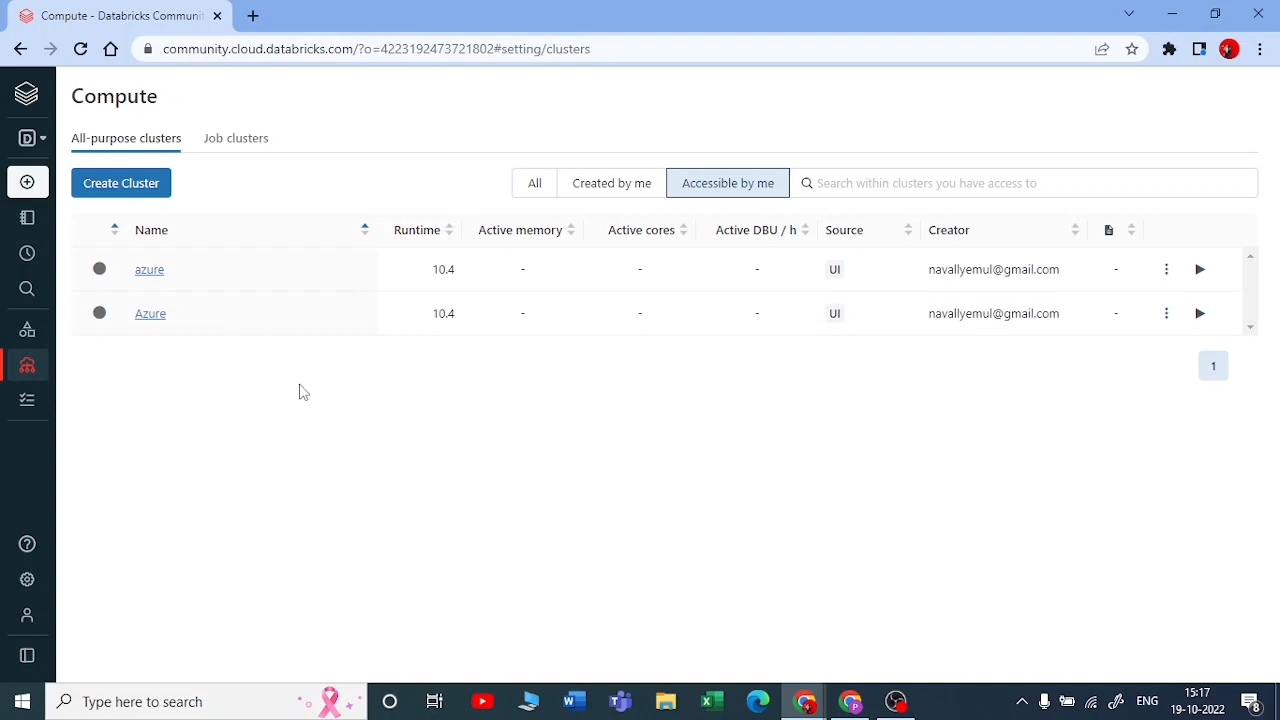 Compute - Databricks Communit
community.cloud.databricks.com/?o=4223192473721802#setting/clusters
D
Compute
All-purpose clusters Job clusters
Create Cluster All Created by me Accessible by me Search within clusters you have access to
Name Runtime Active memory Active cores Active DBU / h Source Creator
azure 10.4 - - - UI navallyemul@gmail.com -
Azure 10.4 - - - UI navallyemul@gmail.com -
1
Type here to search
ENG
15:17
19-10-2022
8